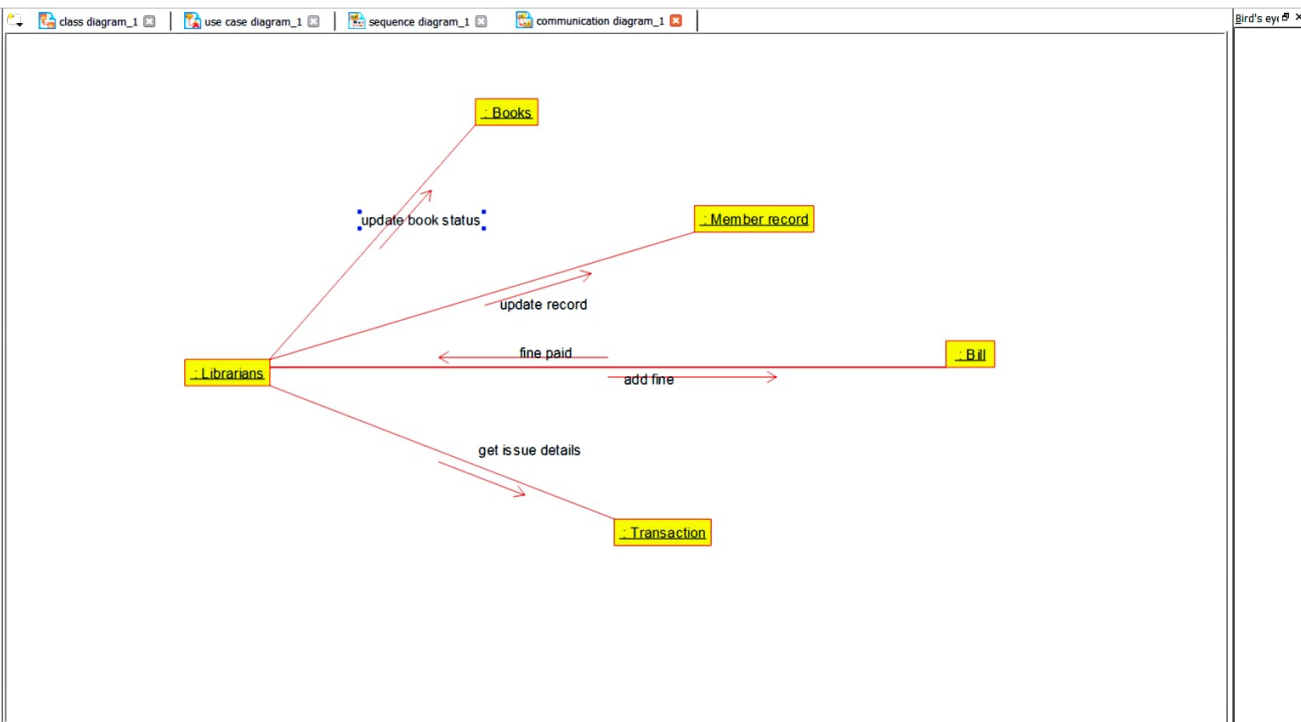 class diagram_1
use case diagram_1
sequence diagram_1
communication diagram_1
Bird's eye
: Books
update book status
: Member record
update record
fine paid
: Bill
: Librarians
add fine
get issue details
: Transaction